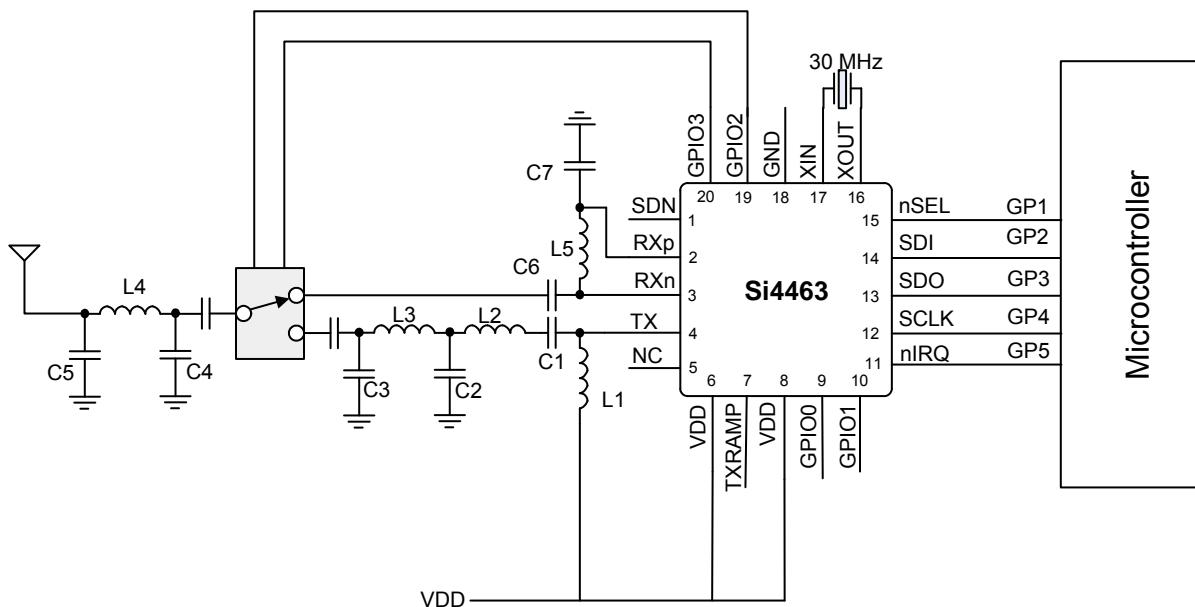 30 MHz
GPIO3
GPIO2
GND
XIN
XOUT
C7
20
19
18
17
16
SDN
1
15
nSEL
GP1
L5
RXp
2
14
SDI
GP2
C6
RXn
3
Si4463
13
SDO
GP3
L4
L3
L2
TX
4
12
SCLK
GP4
C1
NC
5
11
nIRQ
GP5
C5
C4
C3
C2
L1
6
7
8
9
10
VDD
TXRAMP
VDD
GPIO0
GPIO1
Microcontroller
VDD